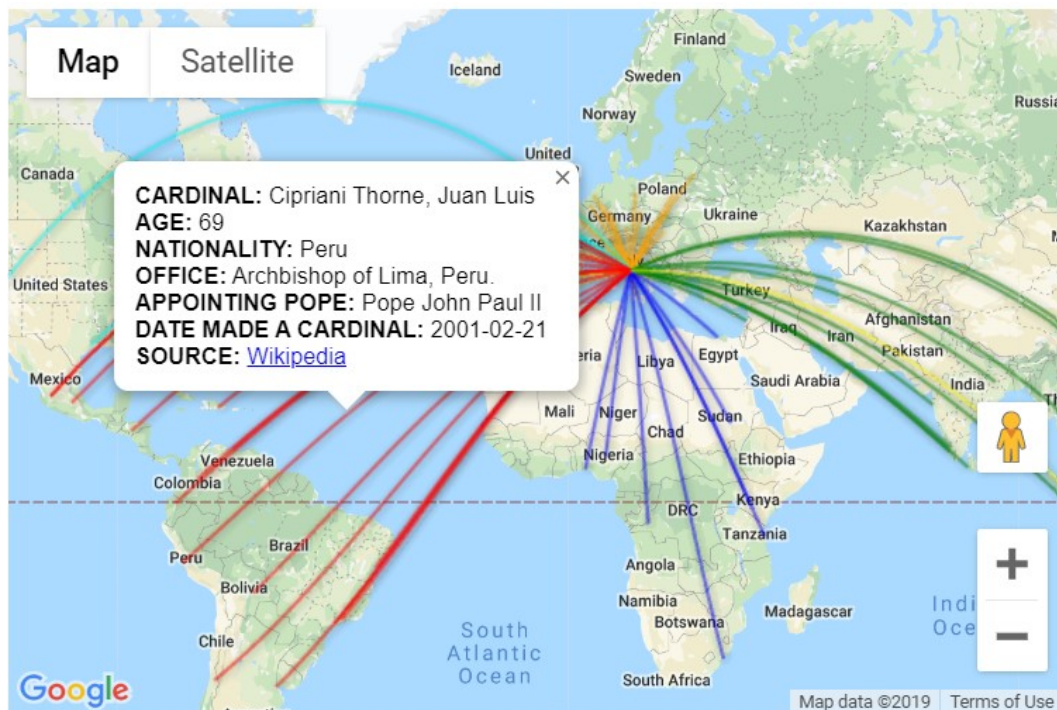 Map
Satellite
Finland
Iceland
Sweden
Russia
Norway
United
Canada
CARDINAL: Cipriani Thorne, Juan Luis
AGE: 69
NATIONALITY: Peru
OFFICE: Archbishop of Lima, Peru.
APPOINTING POPE: Pope John Paul II
DATE MADE A CARDINAL: 2001-02-21
SOURCE: Wikipedia
×
Poland
Germany
Ukraine
Kazakhstan
United States
Turkey
Iraq
Iran
Afghanistan
Pakistan
Libya
Egypt
Saudi Arabia
India
Mexico
Mali
Niger
Sudan
Chad
Nigeria
Ethiopia
Venezuela
Colombia
DRC
Kenya
Tanzania
Peru
Brazil
Bolivia
Angola
Namibia
Botswana
Madagascar
Chile
South
Atlantic
Ocean
South Africa
Indi
Oce
+
−
Google
Map data ©2019
Terms of Use